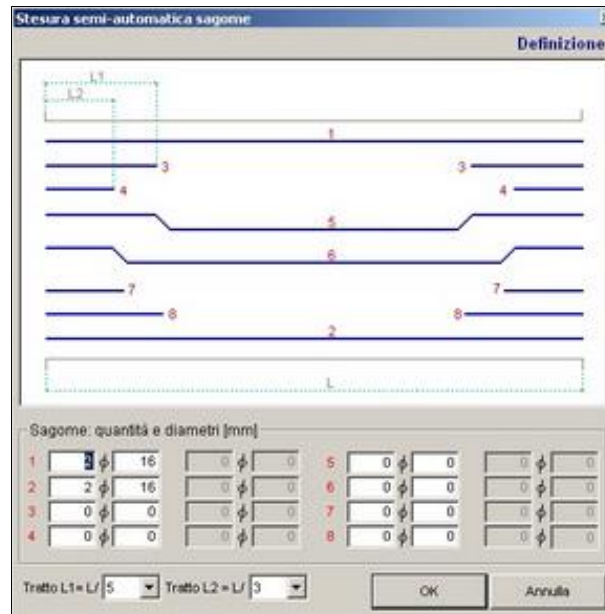 Stesura semi-automatica sagome
Definizione
L1
L2
1
3 3
4 4
5
6
7 7
8 8
2
L
Sagome: quantità e diametri [mm]
1 2 ϕ 16 0 ϕ 0 5 0 ϕ 0 0 ϕ 0
2 2 ϕ 16 0 ϕ 0 6 0 ϕ 0 0 ϕ 0
3 0 ϕ 0 0 ϕ 0 7 0 ϕ 0 0 ϕ 0
4 0 ϕ 0 0 ϕ 0 8 0 ϕ 0 0 ϕ 0
Tratto L1= L/ 5 Tratto L2 = L/ 3 OK Annulla